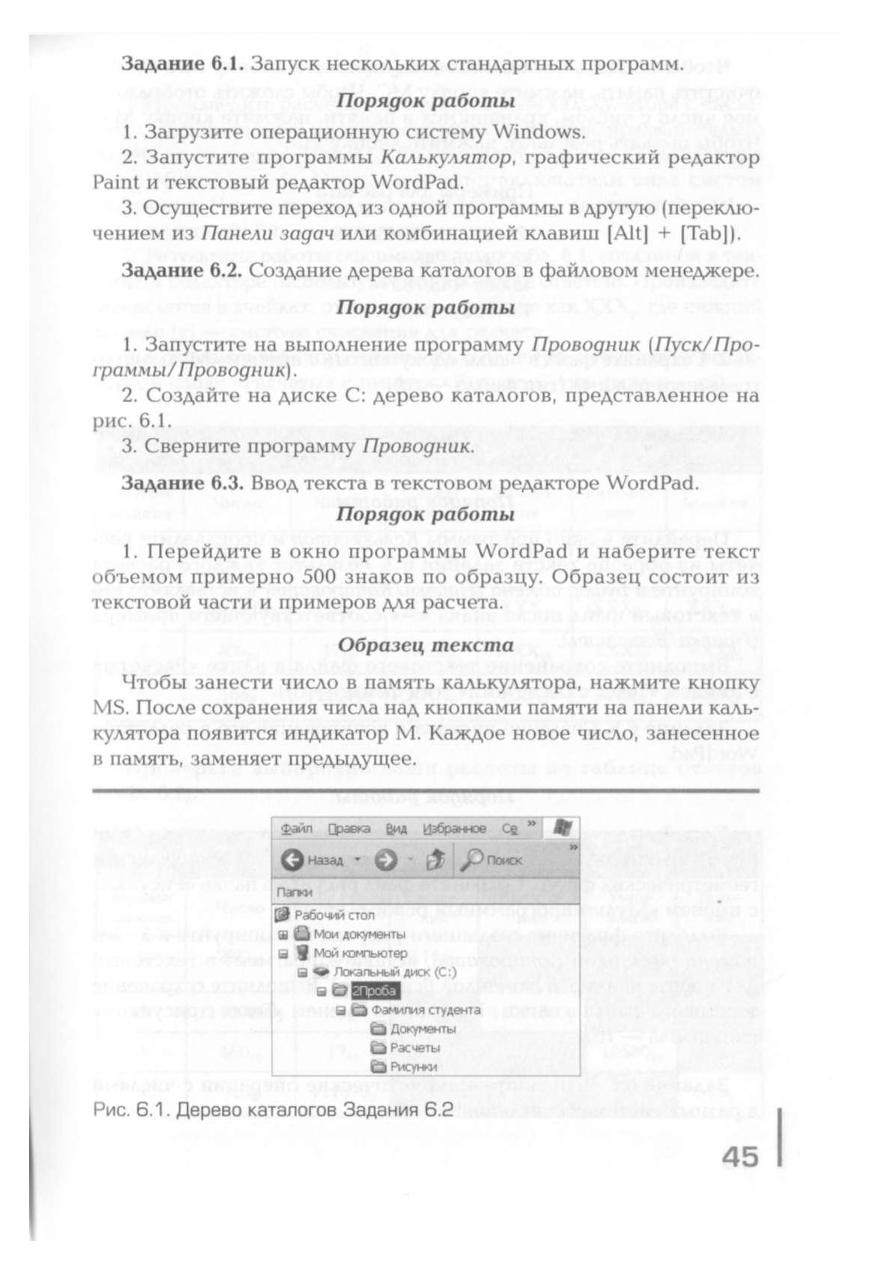 Задание 6.1. Запуск нескольких стандартных программ.
Порядок работы
1. Загрузите операционную систему Windows.
2. Запустите программы Калькулятор, графический редактор
Paint и текстовый редактор WordPad.
3. Осуществите переход из одной программы в другую (переклю-
чением из Панели задач или комбинацией клавиш [Alt] + [Tab]).
Задание 6.2. Создание дерева каталогов в файловом менеджере.
Порядок работы
1. Запустите на выполнение программу Проводник (Пуск/Про-
граммы/Проводник).
2. Создайте на диске C: дерево каталогов, представленное на
рис. 6.1.
3. Сверните программу Проводник.
Задание 6.3. Ввод текста в текстовом редакторе WordPad.
Порядок работы
1. Перейдите в окно программы WordPad и наберите текст
объемом примерно 500 знаков по образцу. Образец состоит из
текстовой части и примеров для расчета.
Образец текста
Чтобы занести число в память калькулятора, нажмите кнопку
MS. После сохранения числа над кнопками памяти на панели каль-
кулятора появится индикатор M. Каждое новое число, занесенное
в память, заменяет предыдущее.
Файл Правка Вид Избранное Се »
Назад Поиск »
Папки
Рабочий стол
Мои документы
Мой компьютер
Локальный диск (C:)
2Проба
Фамилия студента
Документы
Расчеты
Рисунки
Рис. 6.1. Дерево каталогов Задания 6.2
45